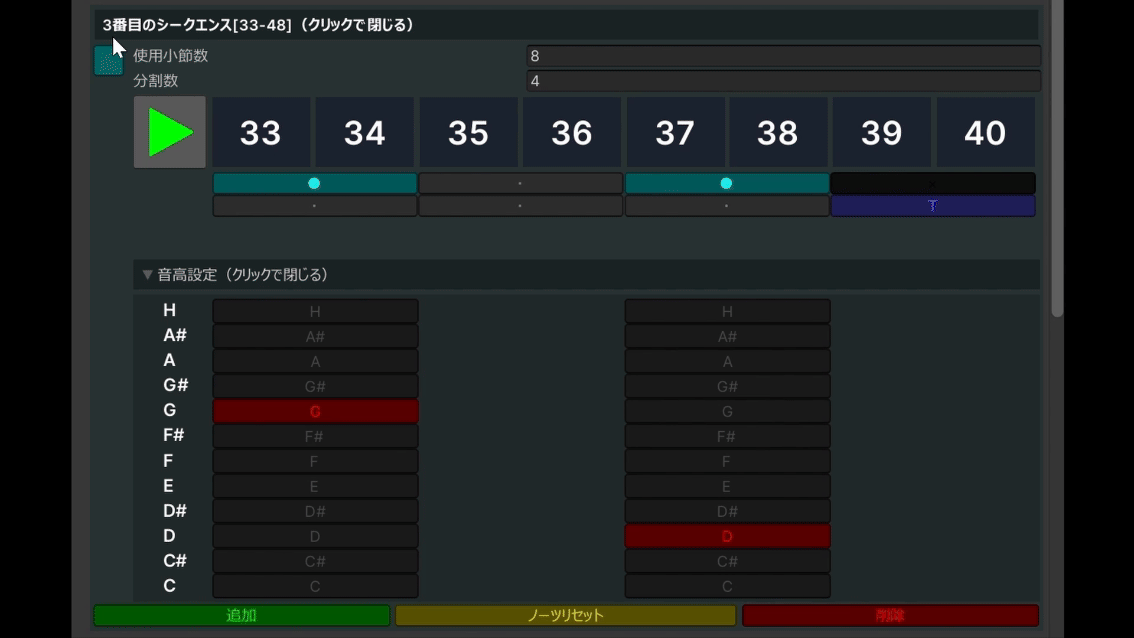 3番目のシークエンス[33-48]（クリックで閉じる）
使用小節数 8
分割数 4
33 34 35 36 37 38 39 40
T
▼音高設定（クリックで閉じる）
H H H
A# A# A#
A A A
G# G# G#
G G G
F# F# F#
F F F
E E E
D# D# D#
D D D
C# C# C#
C C C
追加 ノーツリセット 削除